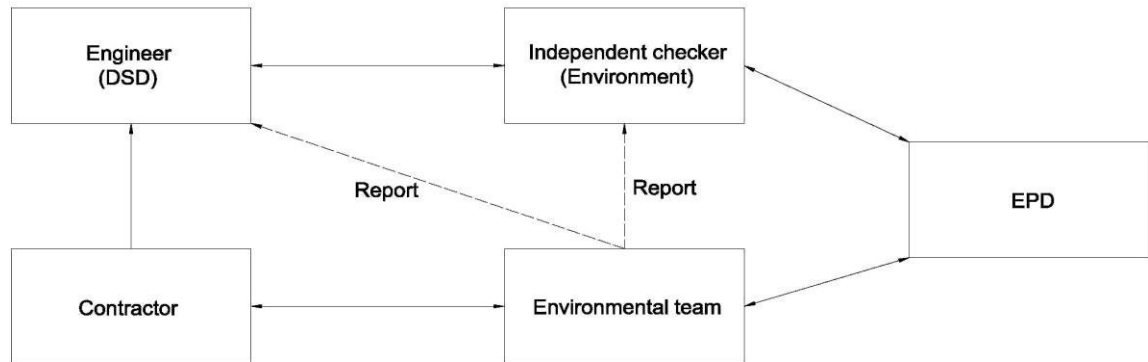 Engineer
(DSD)
Independent checker
(Environment)
Report
Report
EPD
Contractor
Environmental team